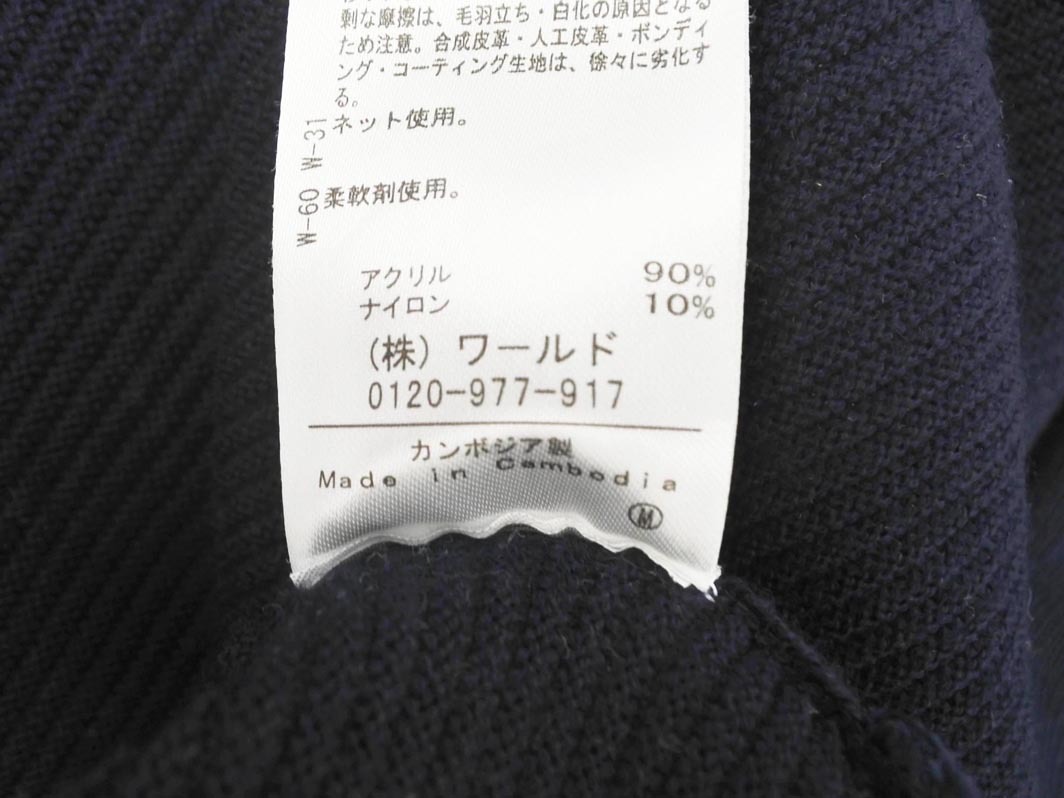 刺な摩擦は、毛羽立ち・白化の原因となる
ため注意。合成皮革・人工皮革・ボンディ
ング・コーティング生地は、徐々に劣化す
る。
ネット使用。
W-31
柔軟剤使用。
W-60
アクリル 90%
ナイロン 10%
(株) ワールド
0120-977-917
カンボジア製
Made in Cambodia
M